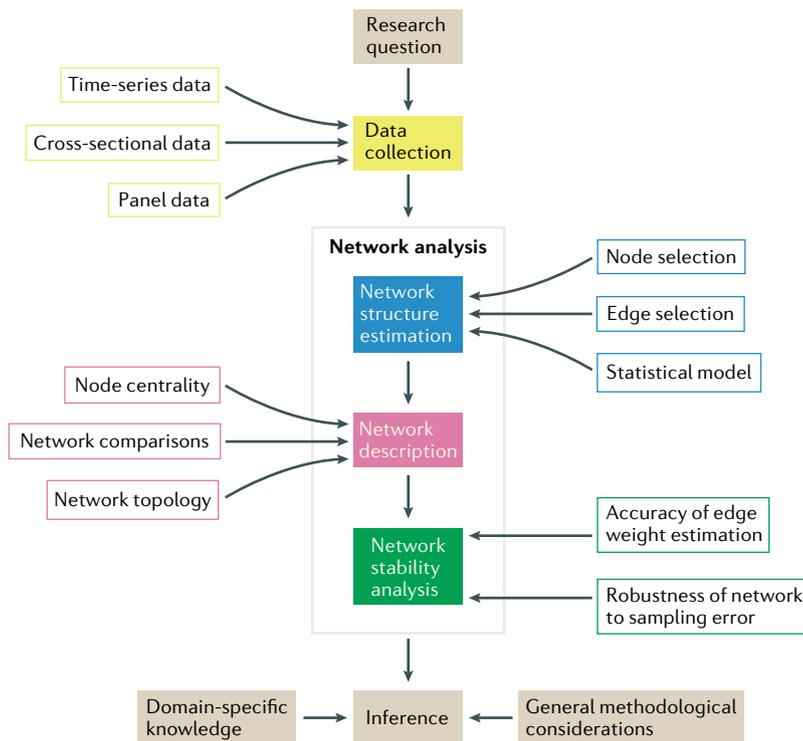 Research
question
Time-series data
Cross-sectional data
Panel data
Data
collection
Network analysis
Network
structure
estimation
Node selection
Edge selection
Statistical model
Node centrality
Network comparisons
Network topology
Network
description
Network
stability
analysis
Accuracy of edge
weight estimation
Robustness of network
to sampling error
Domain-specific
knowledge
Inference
General methodological
considerations